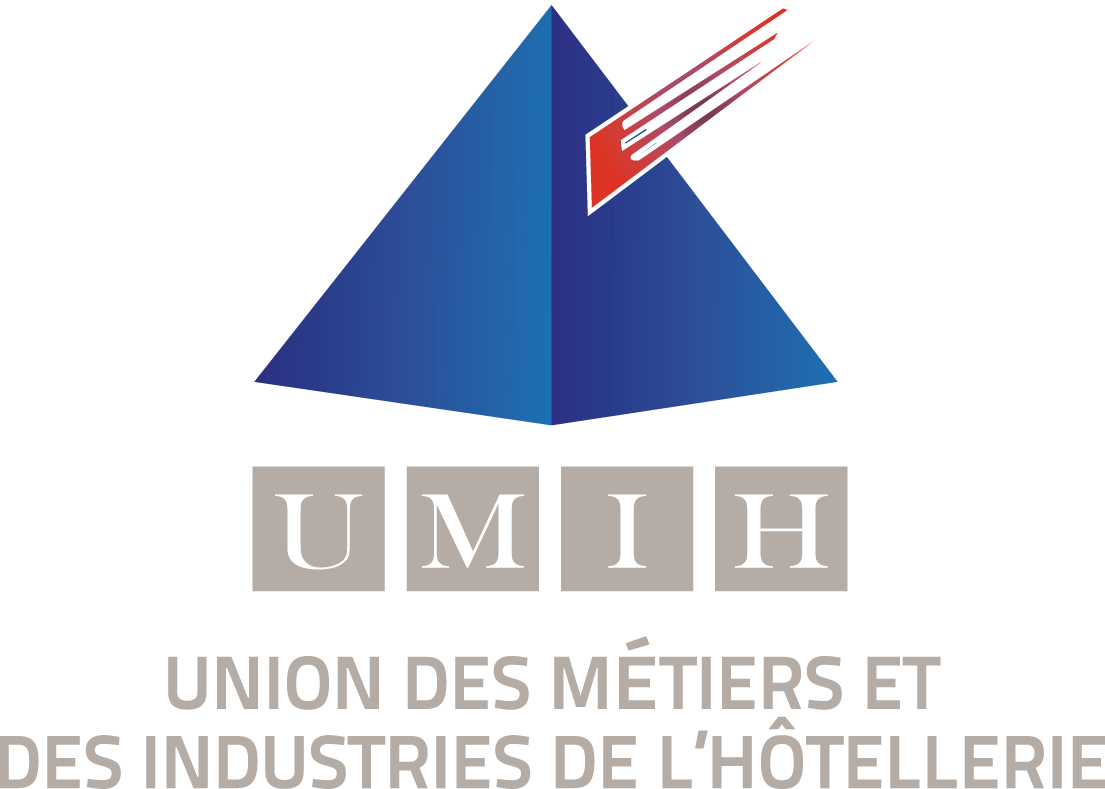 UMIH
UNION DES MÉTIERS ET
DES INDUSTRIES DE L'HÔTELLERIE